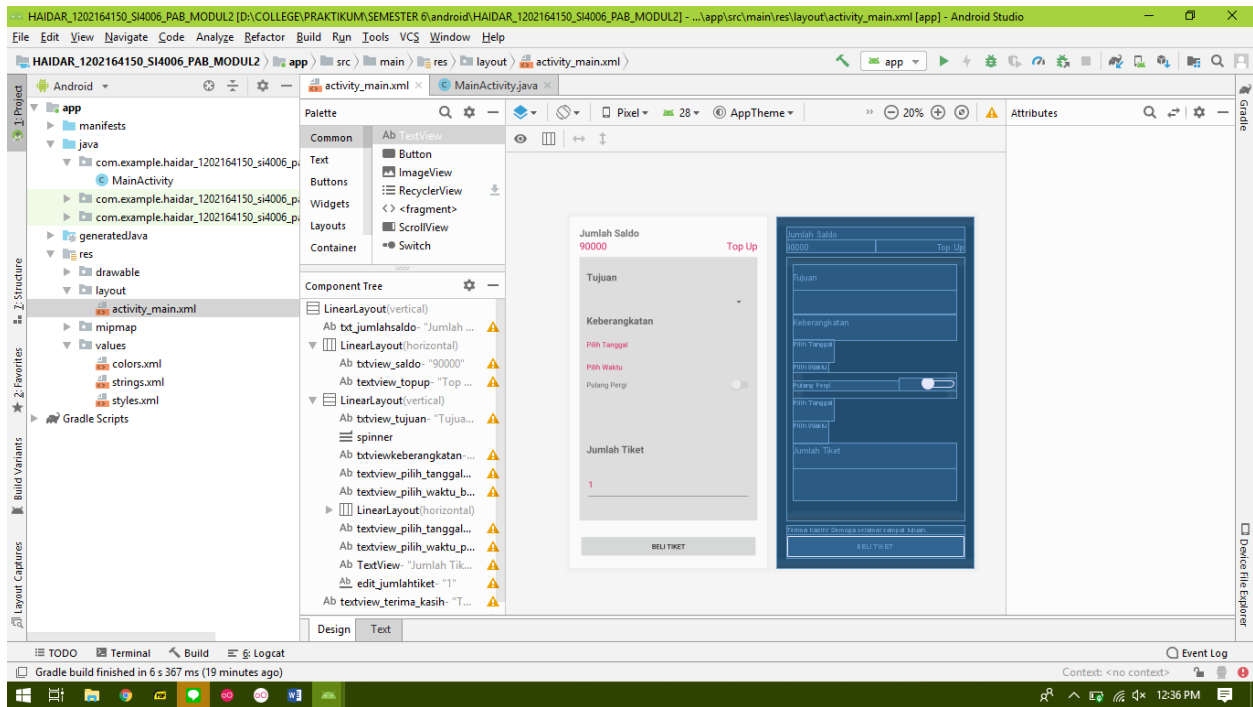 HAIDAR_1202164150_SI4006_PAB_MODUL2 [D:\COLLEGE\PRAKTIKUM\SEMESTER 6\android\HAIDAR_1202164150_SI4006_PAB_MODUL2] - ...\app\src\main\res\layout\activity_main.xml [app] - Android Studio
File Edit View Navigate Code Analyze Refactor Build Run Tools VCS Window Help
HAIDAR_1202164150_SI4006_PAB_MODUL2 app src main res layout activity_main.xml app
Android
activity_main.xml MainActivity.java
1: Project
7: Structure
2: Favorites
Build Variants
Layout Captures
app
manifests
java
com.example.haidar_1202164150_si4006_p
MainActivity
com.example.haidar_1202164150_si4006_p
com.example.haidar_1202164150_si4006_p
generatedJava
res
drawable
layout
activity_main.xml
mipmap
values
colors.xml
strings.xml
styles.xml
Gradle Scripts
Palette
Common
Text
Buttons
Widgets
Layouts
Container
Ab TextView
Button
ImageView
RecyclerView
<> <fragment>
ScrollView
Switch
Component Tree
LinearLayout(vertical)
Ab txt_jumlahsaldo- "Jumlah ...
LinearLayout(horizontal)
Ab txtview_saldo- "90000"
Ab textview_topup- "Top ...
LinearLayout(vertical)
Ab txtview_tujuan- "Tujua...
spinner
Ab txtviewkeberangkatan-...
Ab textview_pilih_tanggal...
Ab textview_pilih_waktu_b...
LinearLayout(horizontal)
Ab textview_pilih_tanggal...
Ab textview_pilih_waktu_p...
Ab TextView- "Jumlah Tik...
Ab edit_jumlahtiket- "1"
Ab textview_terima_kasih- "T...
Pixel 28 AppTheme >> 20%
Attributes
Jumlah Saldo
90000 Top Up
Tujuan
Keberangkatan
Pilih Tanggal
Pilih Waktu
Pulang Pergi
Jumlah Tiket
1
BELI TIKET
Jumlah Saldo
90000 Top Up
Tujuan
Keberangkatan
Pilih Tanggal
Pilih Waktu
Pulang Pergi
Pilih Tanggal
Pilih Waktu
Jumlah Tiket
Terima Kasih! Semoga selamat sampai tujuan.
BELI TIKET
Gradle
Device File Explorer
Design Text
TODO Terminal Build 6: Logcat Event Log
Gradle build finished in 6 s 367 ms (19 minutes ago) Context: <no context>
12:36 PM